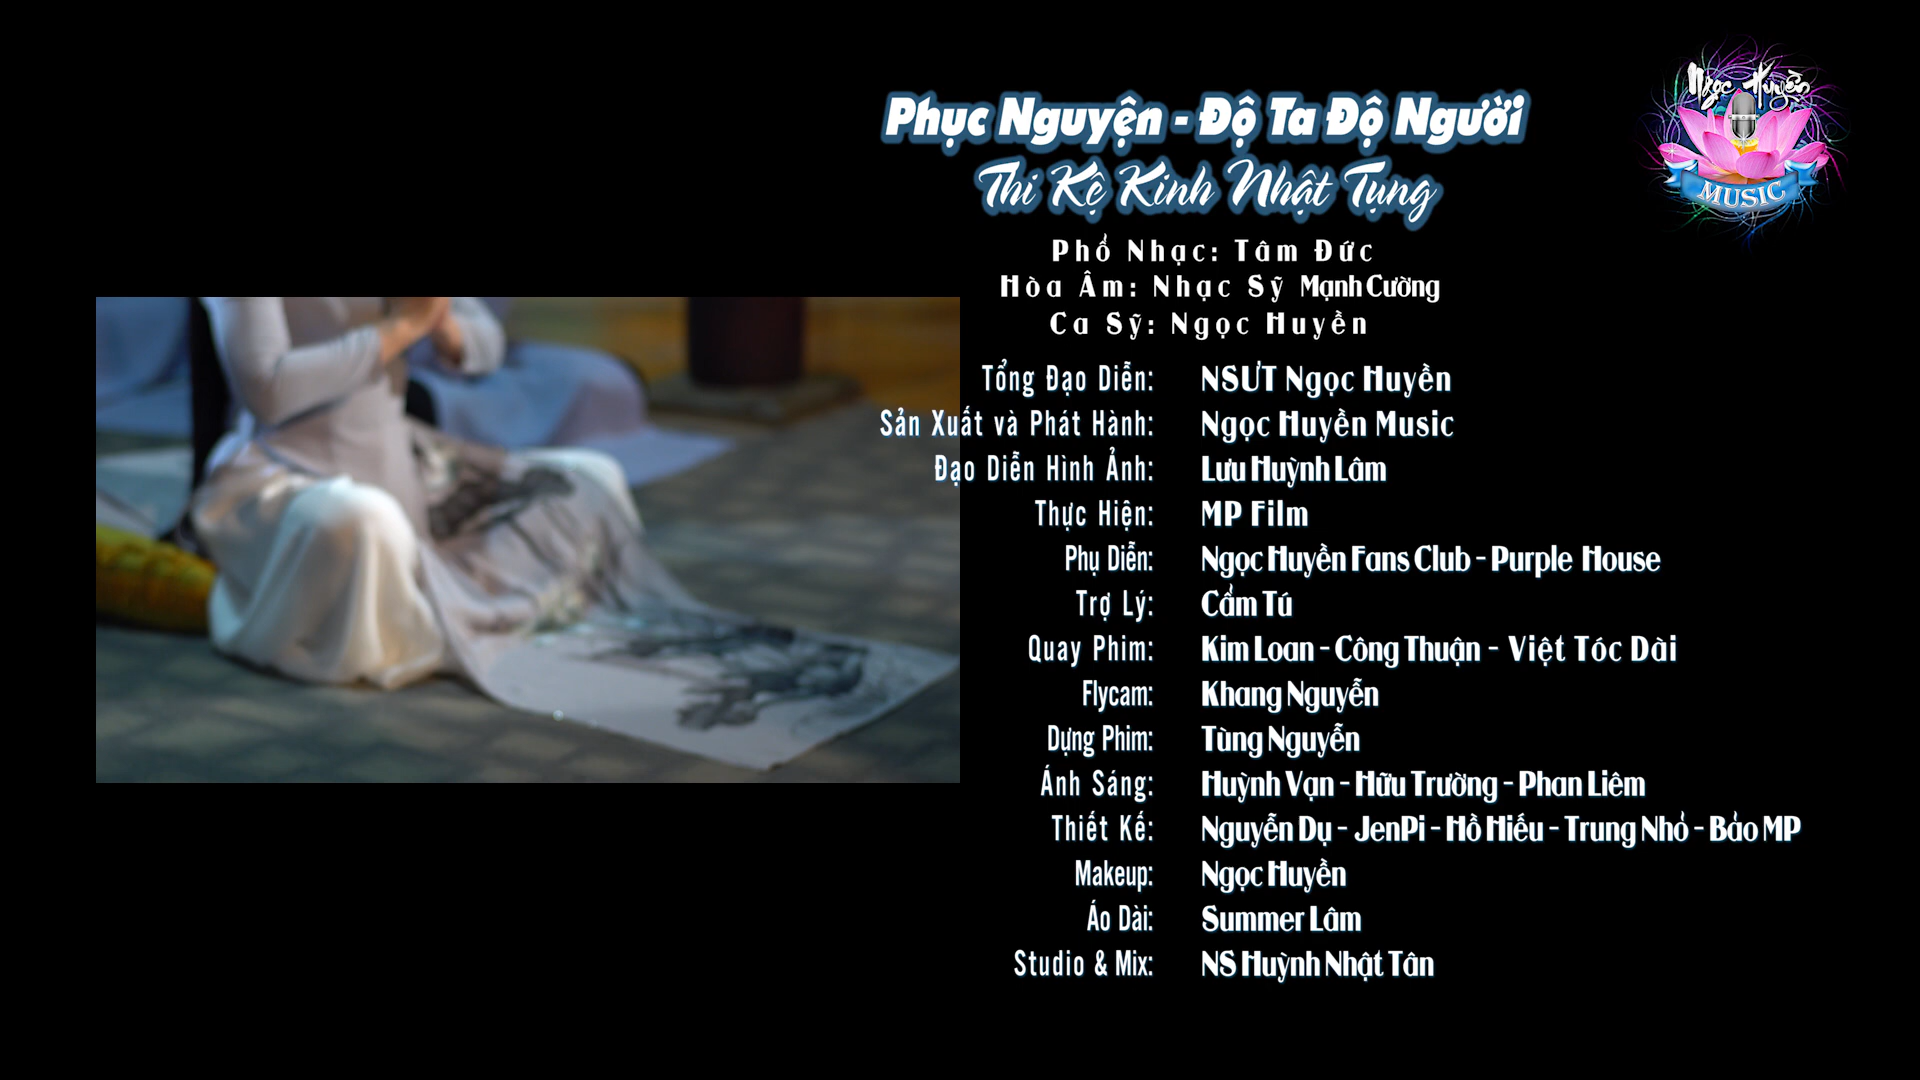 Ngọc Huyền
MUSIC
Phục Nguyện - Độ Ta Độ Người
Thi Kệ Kinh Nhật Tụng
Phổ Nhạc: Tâm Đức
Hòa Âm: Nhạc Sỹ Mạnh Cường
Ca Sỹ: Ngọc Huyền
Tổng Đạo Diễn: NSƯT Ngọc Huyền
Sản Xuất và Phát Hành: Ngọc Huyền Music
Đạo Diễn Hình Ảnh: Lưu Huỳnh Lâm
Thực Hiện: MP Film
Phụ Diễn: Ngọc Huyền Fans Club - Purple House
Trợ Lý: Cẩm Tú
Quay Phim: Kim Loan - Công Thuận - Việt Tóc Dài
Flycam: Khang Nguyễn
Dựng Phim: Tùng Nguyễn
Ánh Sáng: Huỳnh Vạn - Hữu Trường - Phan Liêm
Thiết Kế: Nguyễn Dụ - JenPi - Hồ Hiếu - Trung Nhỏ - Bảo MP
Makeup: Ngọc Huyền
Áo Dài: Summer Lâm
Studio & Mix: NS Huỳnh Nhật Tân